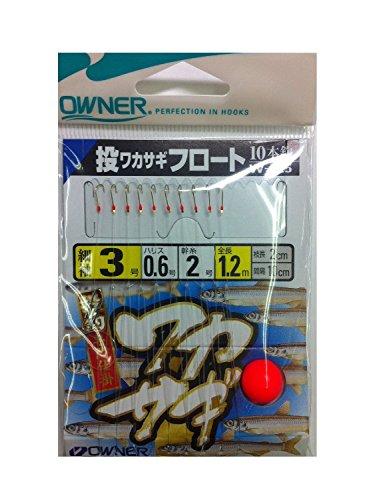 OWNER®
PERFECTION IN HOOKS
投ワカサギフロート 10本鈎
3号
ハリス 0.6号
幹糸 2号
全長 1.2m
枝長 2cm
間隔 10cm
ワカサギ
OWNER